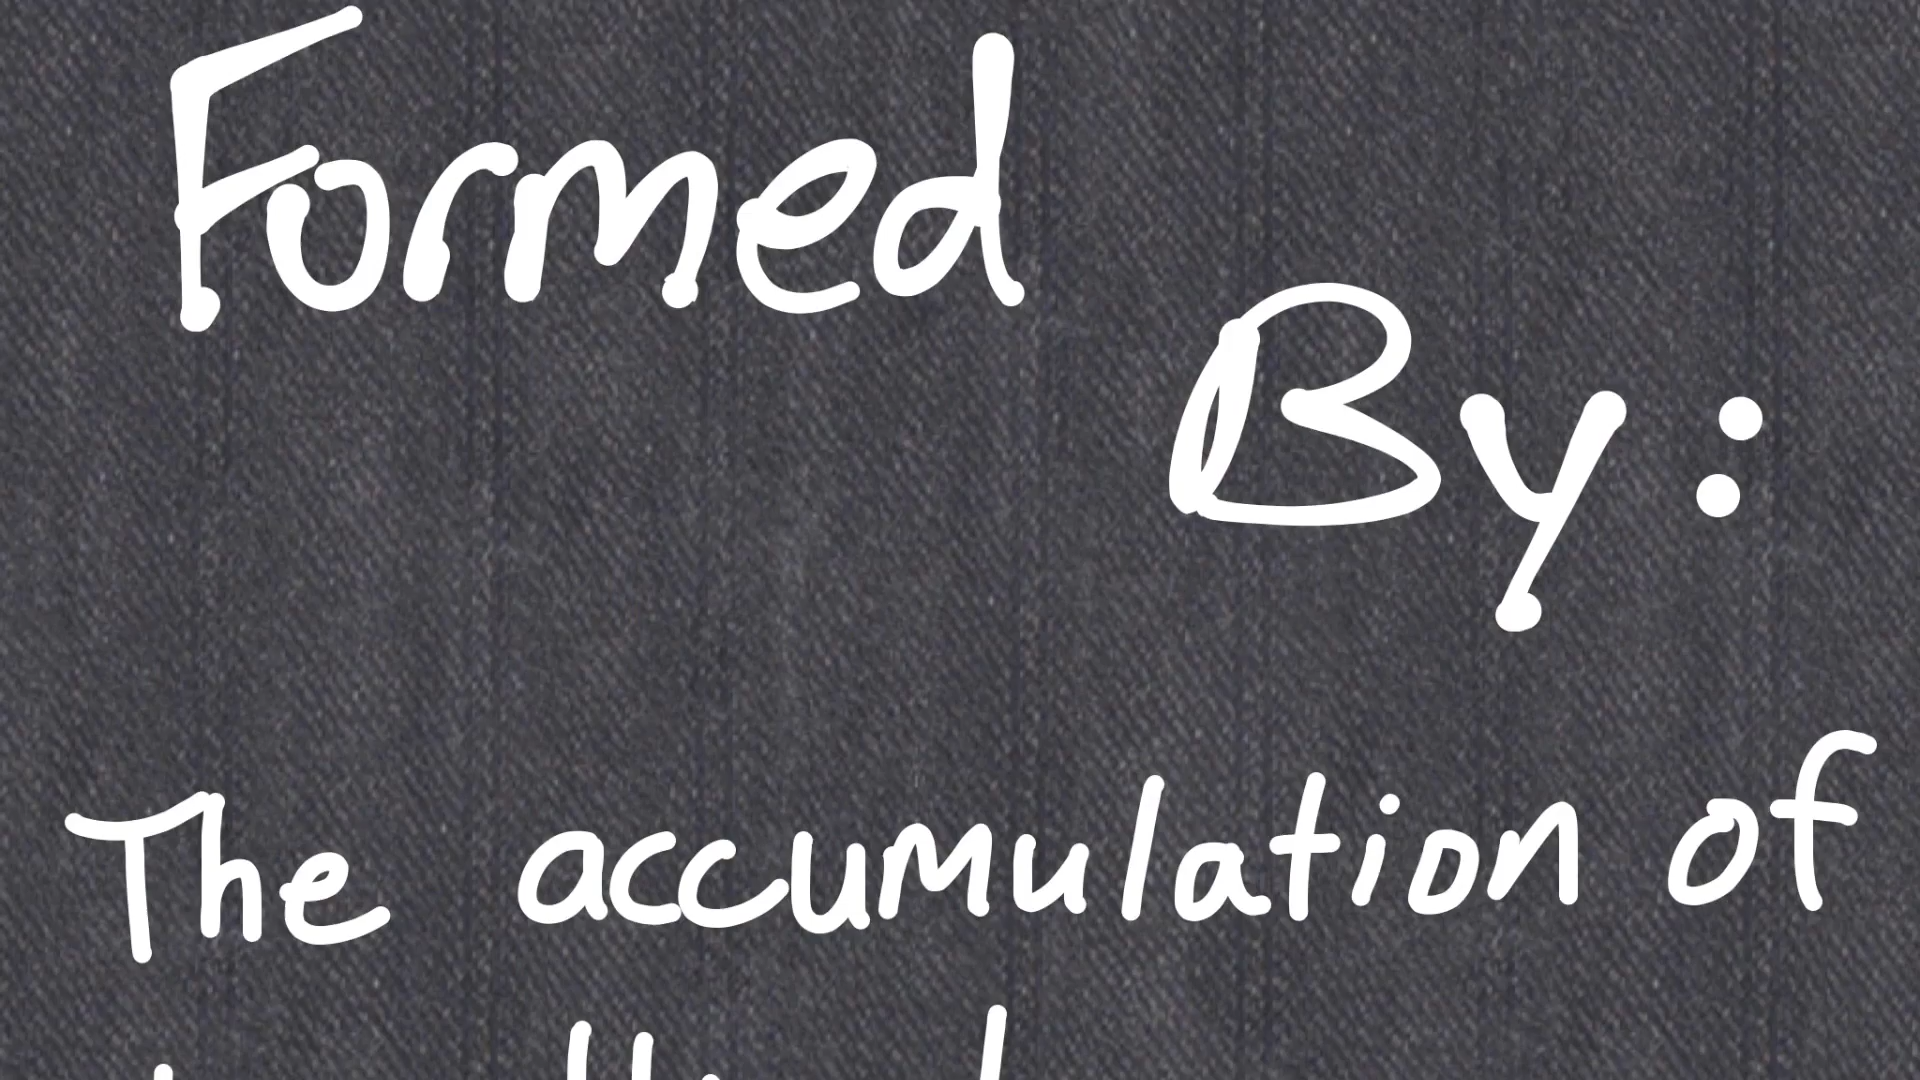 Formed
By:
The accumulation of